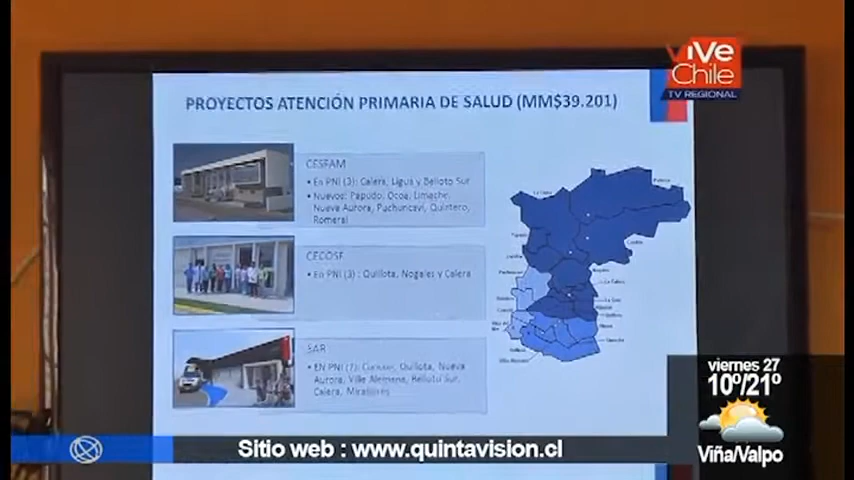 ViVe
Chile
TV REGIONAL
PROYECTOS ATENCIÓN PRIMARIA DE SALUD (MM$39.201)
CESFAM
• En PNI (3): Calera, Ligua y Belloto Sur
• Nuevos: Papudo, Ocoa, Limache,
Nueva Aurora, Puchuncaví, Quintero,
Romeral
CECOSF
• En PNI (3) : Quillota, Nogales y Calera
SAR
• EN PNI (7): Quillota, Nueva
Aurora, Ville Alemana, Belloto Sur,
Calera, Miraflores
viernes 27
10º/21º
Viña/Valpo
Sitio web : www.quintavision.cl